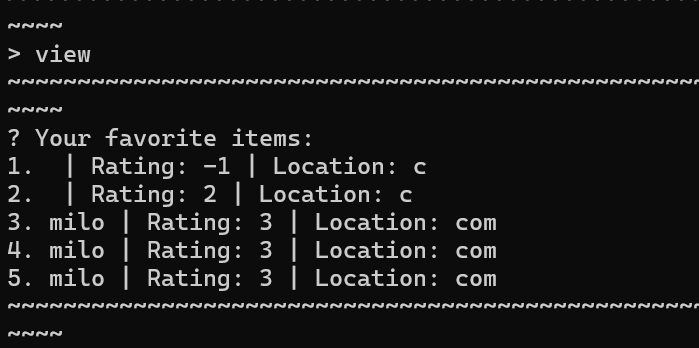 ~~~~
> view
~~~~~~~~~~~~~~~~~~~~~~~~~~~~~~~~~~~~~~~~~~~~~~~~~~
~~~~
? Your favorite items:
1.  | Rating: -1 | Location: c
2.  | Rating: 2 | Location: c
3. milo | Rating: 3 | Location: com
4. milo | Rating: 3 | Location: com
5. milo | Rating: 3 | Location: com
~~~~~~~~~~~~~~~~~~~~~~~~~~~~~~~~~~~~~~~~~~~~~~~~~~
~~~~